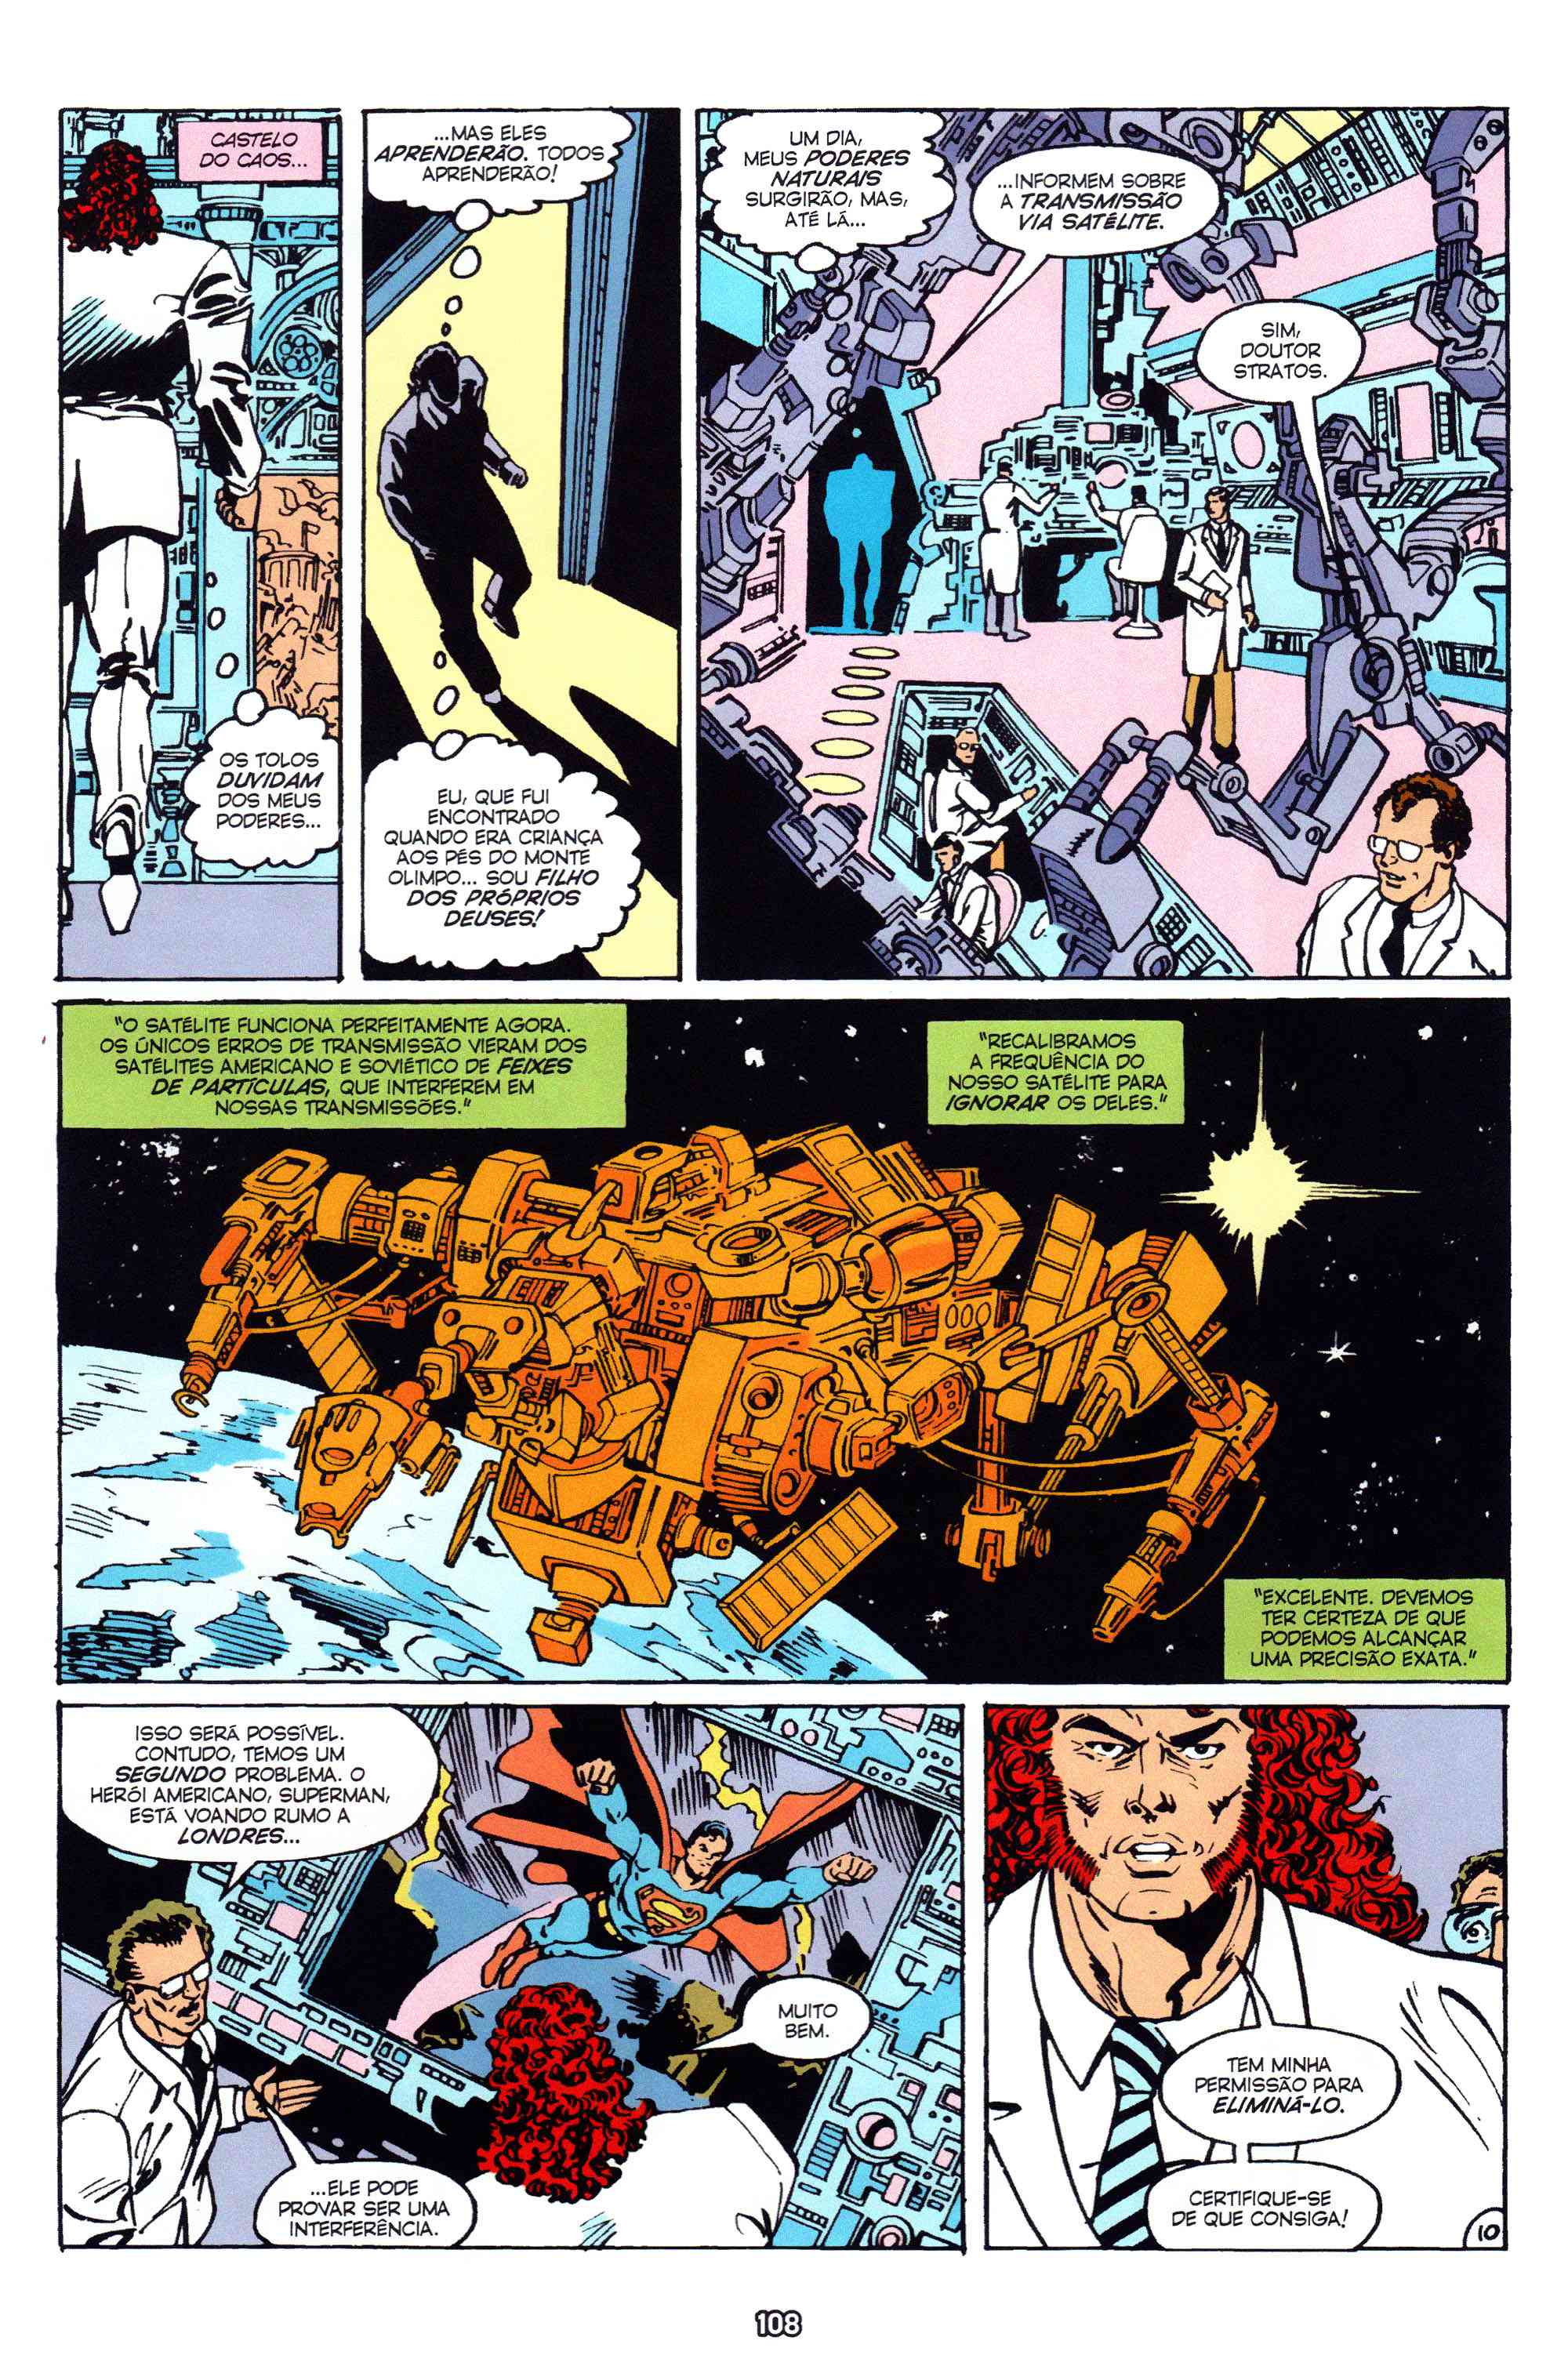 CASTELO
DO CAOS...
OS TOLOS
DUVIDAM
DOS MEUS
PODERES...
...MAS ELES
APRENDERÃO. TODOS
APRENDERÃO!
EU, QUE FUI
ENCONTRADO
QUANDO ERA CRIANÇA
AOS PÉS DO MONTE
OLIMPO... SOU FILHO
DOS PRÓPRIOS
DEUSES!
UM DIA,
MEUS PODERES
NATURAIS
SURGIRÃO, MAS,
ATÉ LÁ...
...INFORMEM SOBRE
A TRANSMISSÃO
VIA SATÉLITE.
SIM,
DOUTOR
STRATOS.
"O SATÉLITE FUNCIONA PERFEITAMENTE AGORA.
OS ÚNICOS ERROS DE TRANSMISSÃO VIERAM DOS
SATÉLITES AMERICANO E SOVIÉTICO DE FEIXES
DE PARTÍCULAS, QUE INTERFEREM EM
NOSSAS TRANSMISSÕES."
"RECALIBRAMOS
A FREQUÊNCIA DO
NOSSO SATÉLITE PARA
IGNORAR OS DELES."
"EXCELENTE. DEVEMOS
TER CERTEZA DE QUE
PODEMOS ALCANÇAR
UMA PRECISÃO EXATA."
ISSO SERÁ POSSÍVEL.
CONTUDO, TEMOS UM
SEGUNDO PROBLEMA. O
HERÓI AMERICANO, SUPERMAN,
ESTÁ VOANDO RUMO A
LONDRES...
MUITO
BEM.
...ELE PODE
PROVAR SER UMA
INTERFERÊNCIA.
TEM MINHA
PERMISSÃO PARA
ELIMINÁ-LO.
CERTIFIQUE-SE
DE QUE CONSIGA!
10
108